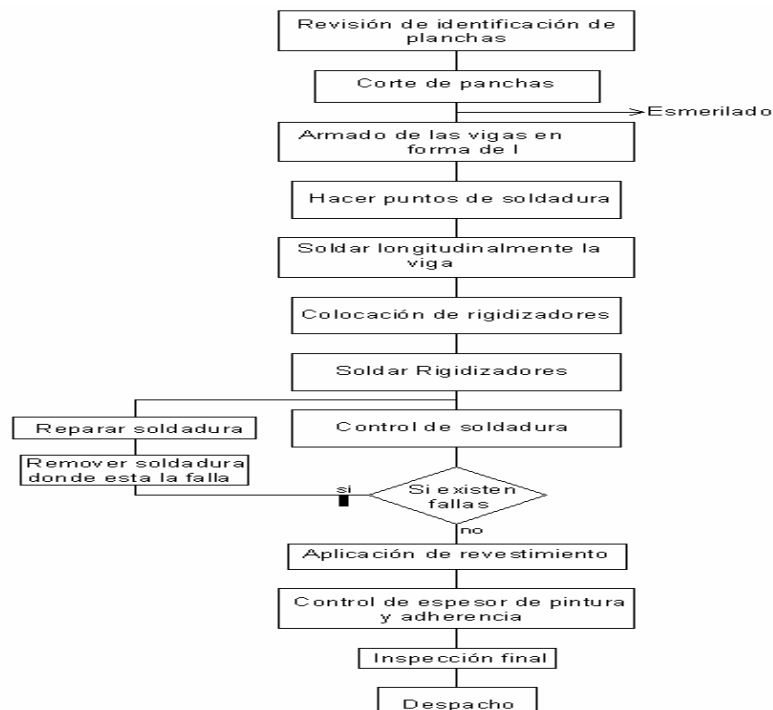 Revisión de identificación de
planchas
Corte de panchas
Esmerilado
Armado de las vigas en
forma de I
Hacer puntos de soldadura
Soldar longitudinalmente la
viga
Colocación de rigidizadores
Soldar Rigidizadores
Reparar soldadura
Control de soldadura
Remover soldadura
donde esta la falla
si
Si existen
fallas
no
Aplicación de revestimiento
Control de espesor de pintura
y adherencia
Inspección final
Despacho